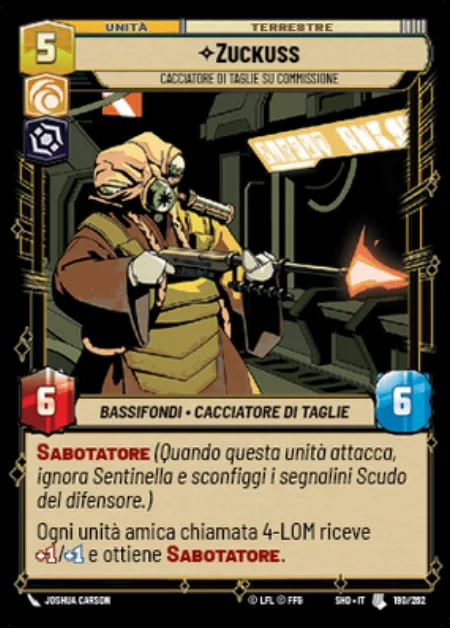 UNITÀ
TERRESTRE
5
Zuckuss
CACCIATORE DI TAGLIE SU COMMISSIONE
6
BASSIFONDI • CACCIATORE DI TAGLIE
6
SABOTATORE (Quando questa unità attacca,
ignora Sentinella e sconfiggi i segnalini Scudo
del difensore.)
Ogni unità amica chiamata 4-LOM riceve
+1/+1 e ottiene SABOTATORE.
JOSHUA CARSON
© LFL © FFG
SHD • IT
190/262